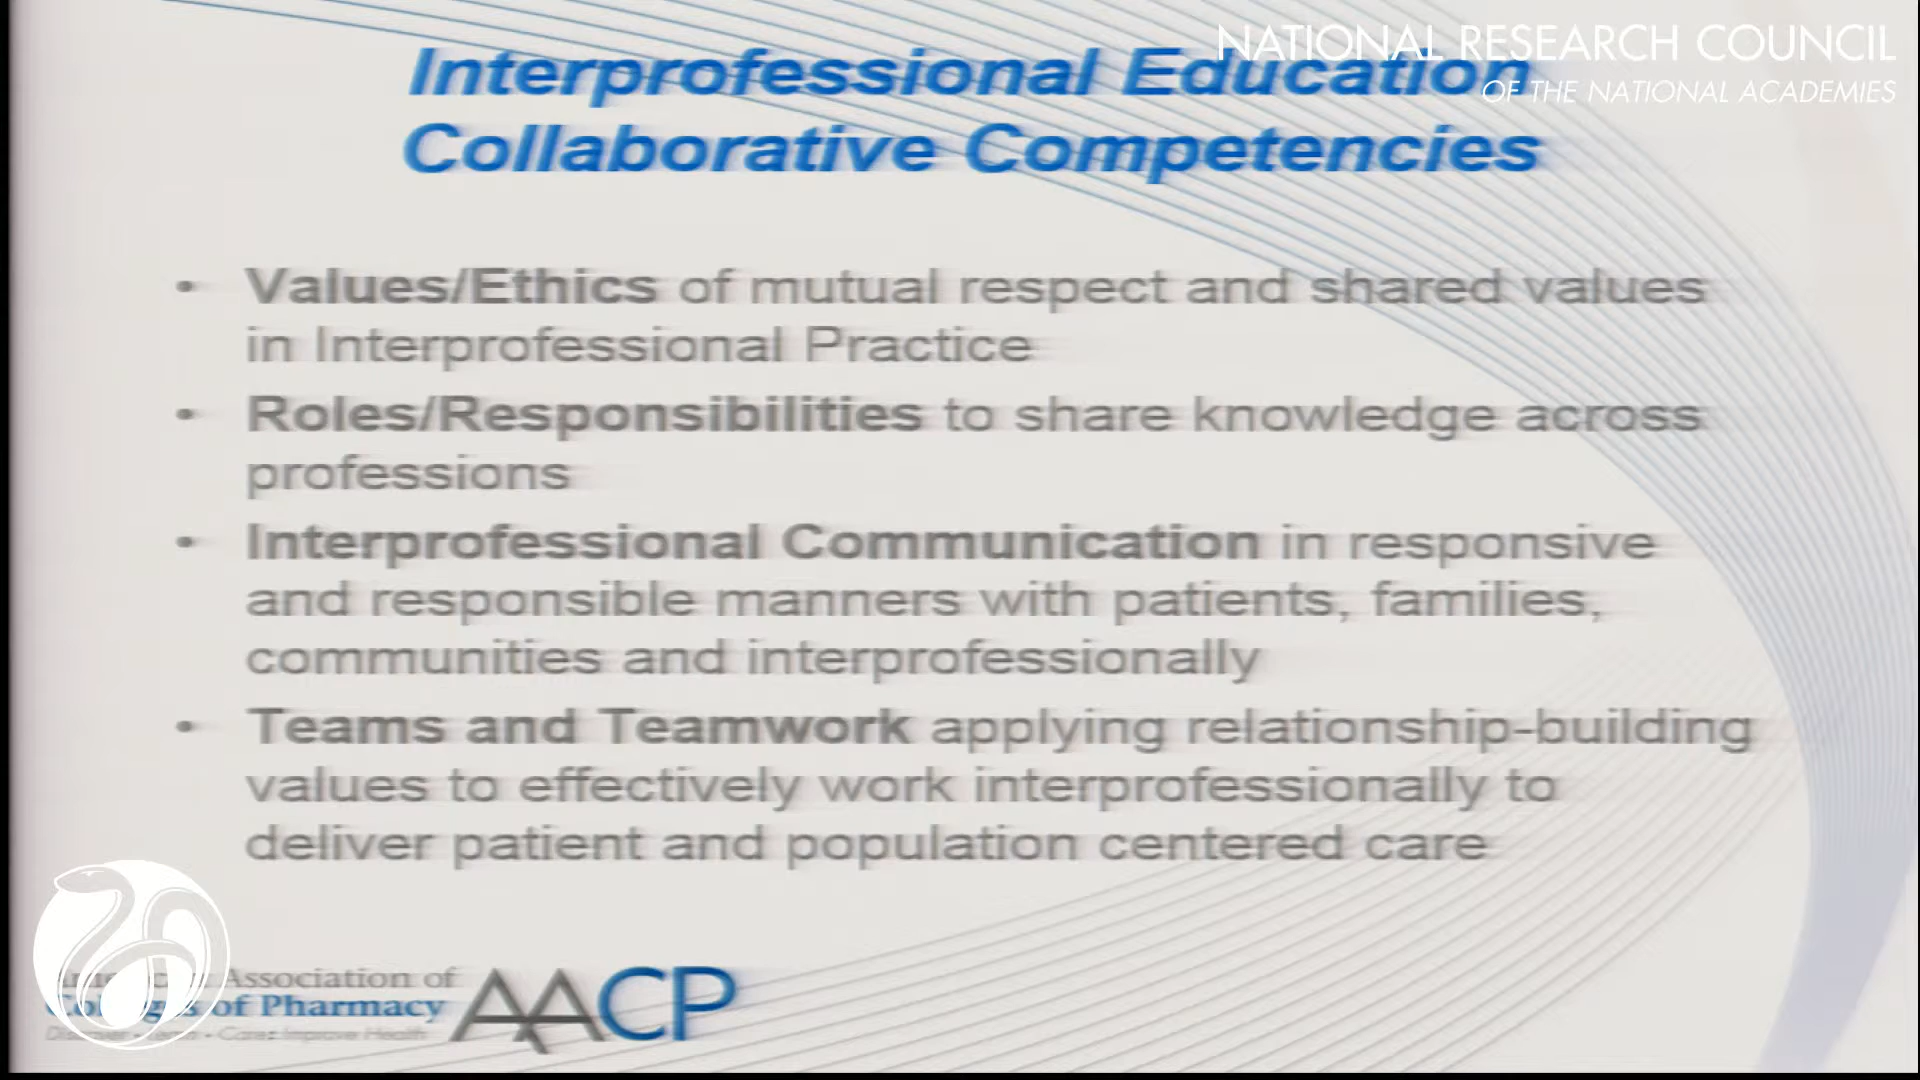 NATIONAL RESEARCH COUNCIL
OF THE NATIONAL ACADEMIES
Interprofessional Education
Collaborative Competencies
• Values/Ethics of mutual respect and shared values
in Interprofessional Practice
• Roles/Responsibilities to share knowledge across
professions
• Interprofessional Communication in responsive
and responsible manners with patients, families,
communities and interprofessionally
• Teams and Teamwork applying relationship-building
values to effectively work interprofessionally to
deliver patient and population centered care
Association of
of Pharmacy
AACP
Improve Health